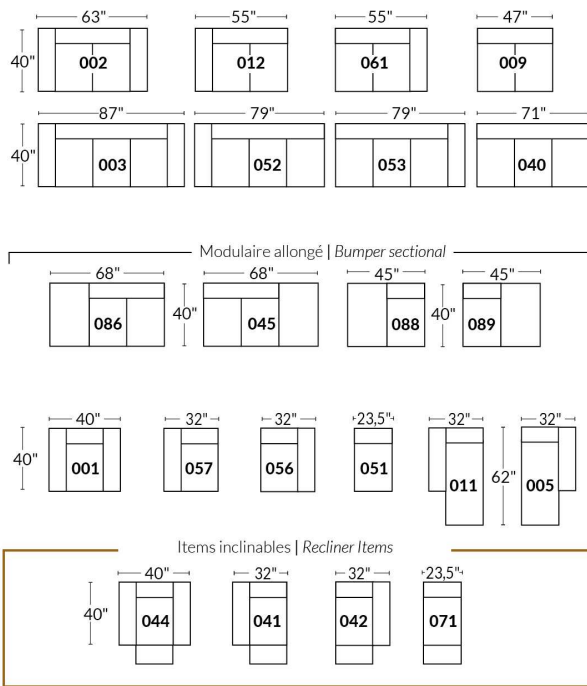 63" 55" 55" 47"
40" 002 012 061 009
87" 79" 79" 71"
40" 003 052 053 040
Modulaire allongé | Bumper sectional
68" 68" 45" 45"
086 40" 045 088 40" 089
40" 32" 32" 23,5" 32" 32"
40" 001 057 056 051 011 62" 005
Items inclinables | Recliner Items
40" 32" 32" 23,5"
40" 044 041 042 071